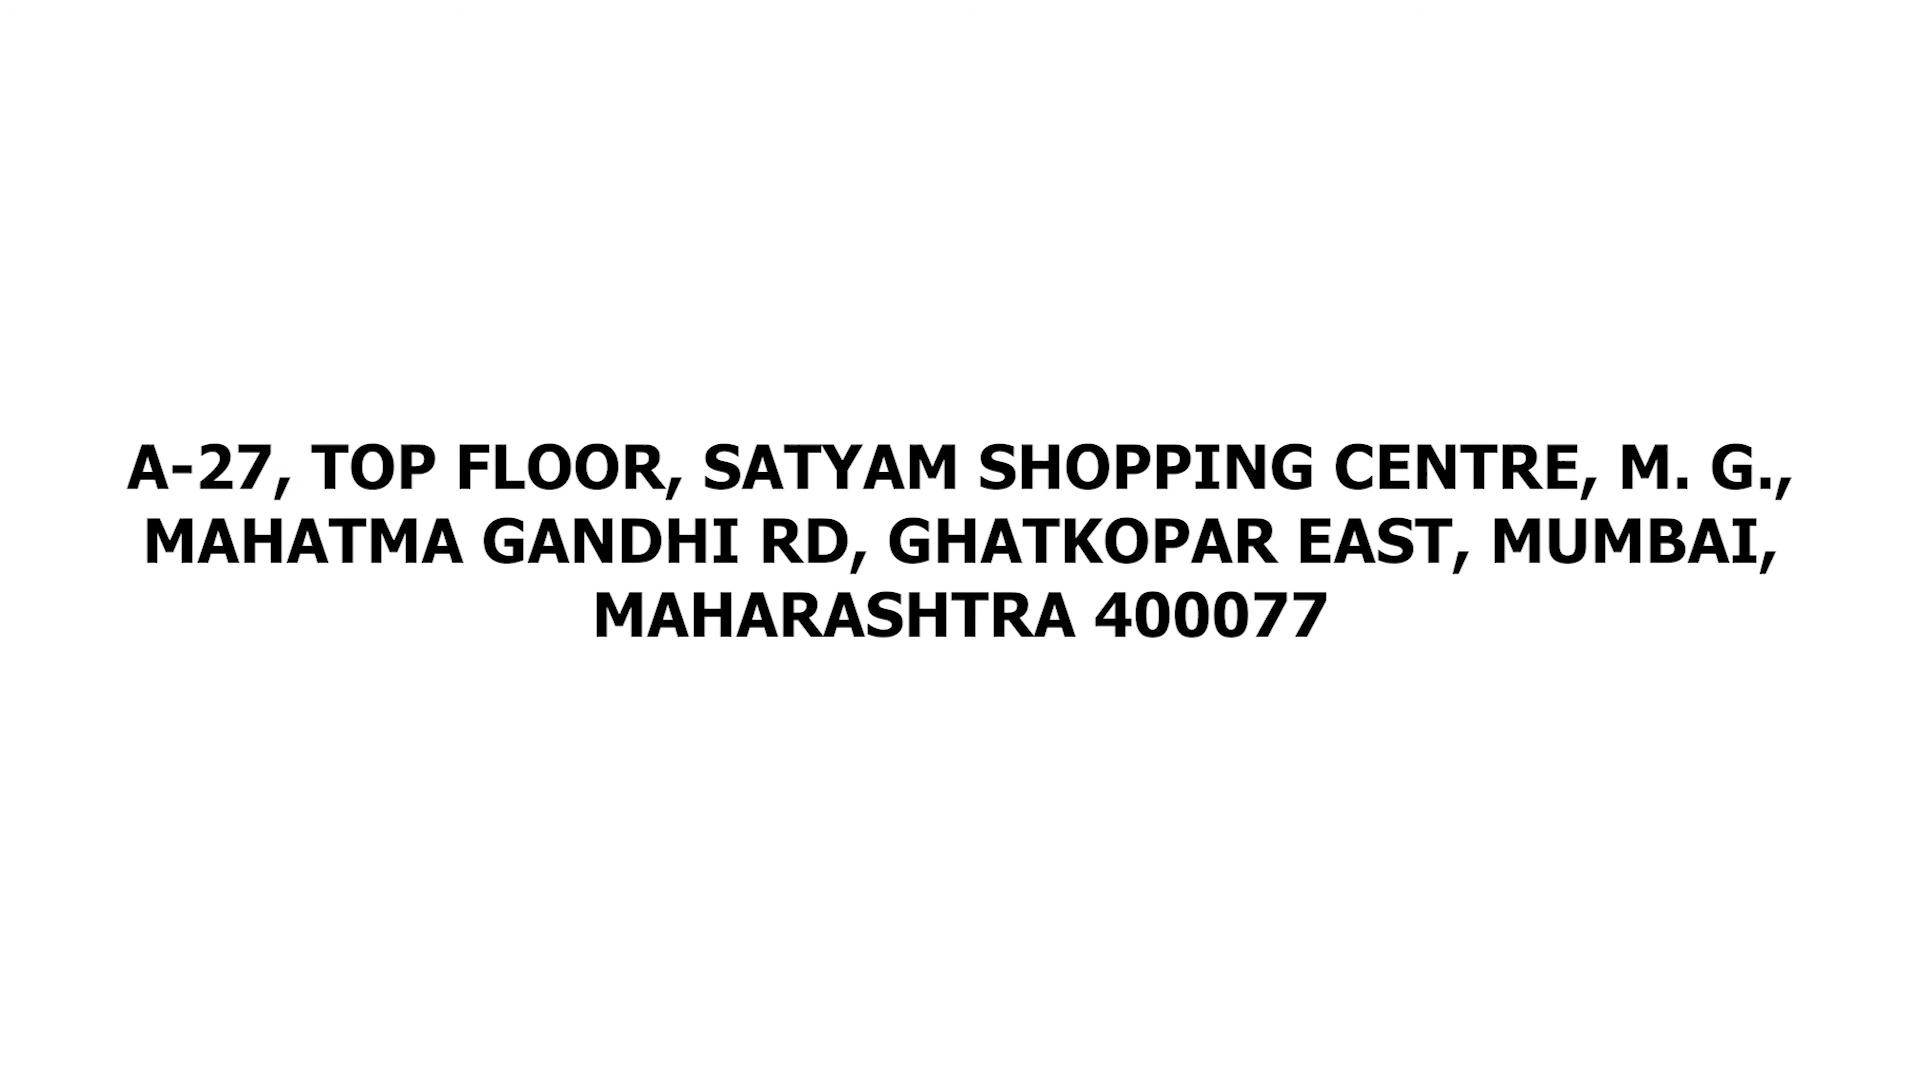 A-27, TOP FLOOR, SATYAM SHOPPING CENTRE, M. G.,
MAHATMA GANDHI RD, GHATKOPAR EAST, MUMBAI,
MAHARASHTRA 400077